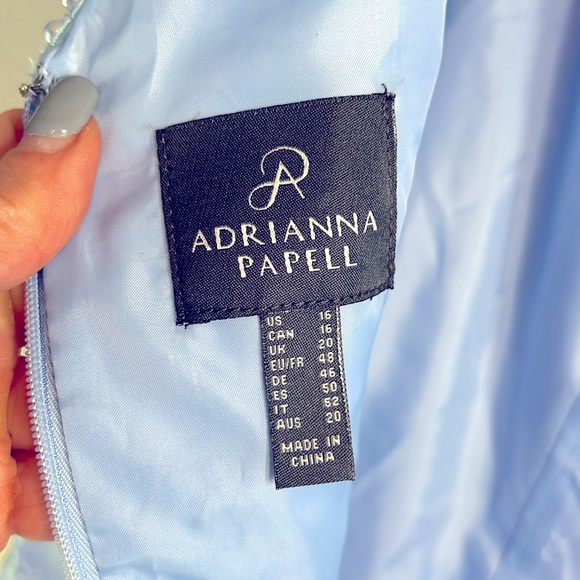 ADRIANNA
PAPELL
US 16
CAN 16
UK 20
EU/FR 48
DE 46
ES 50
IT 52
AUS 20
MADE IN
CHINA